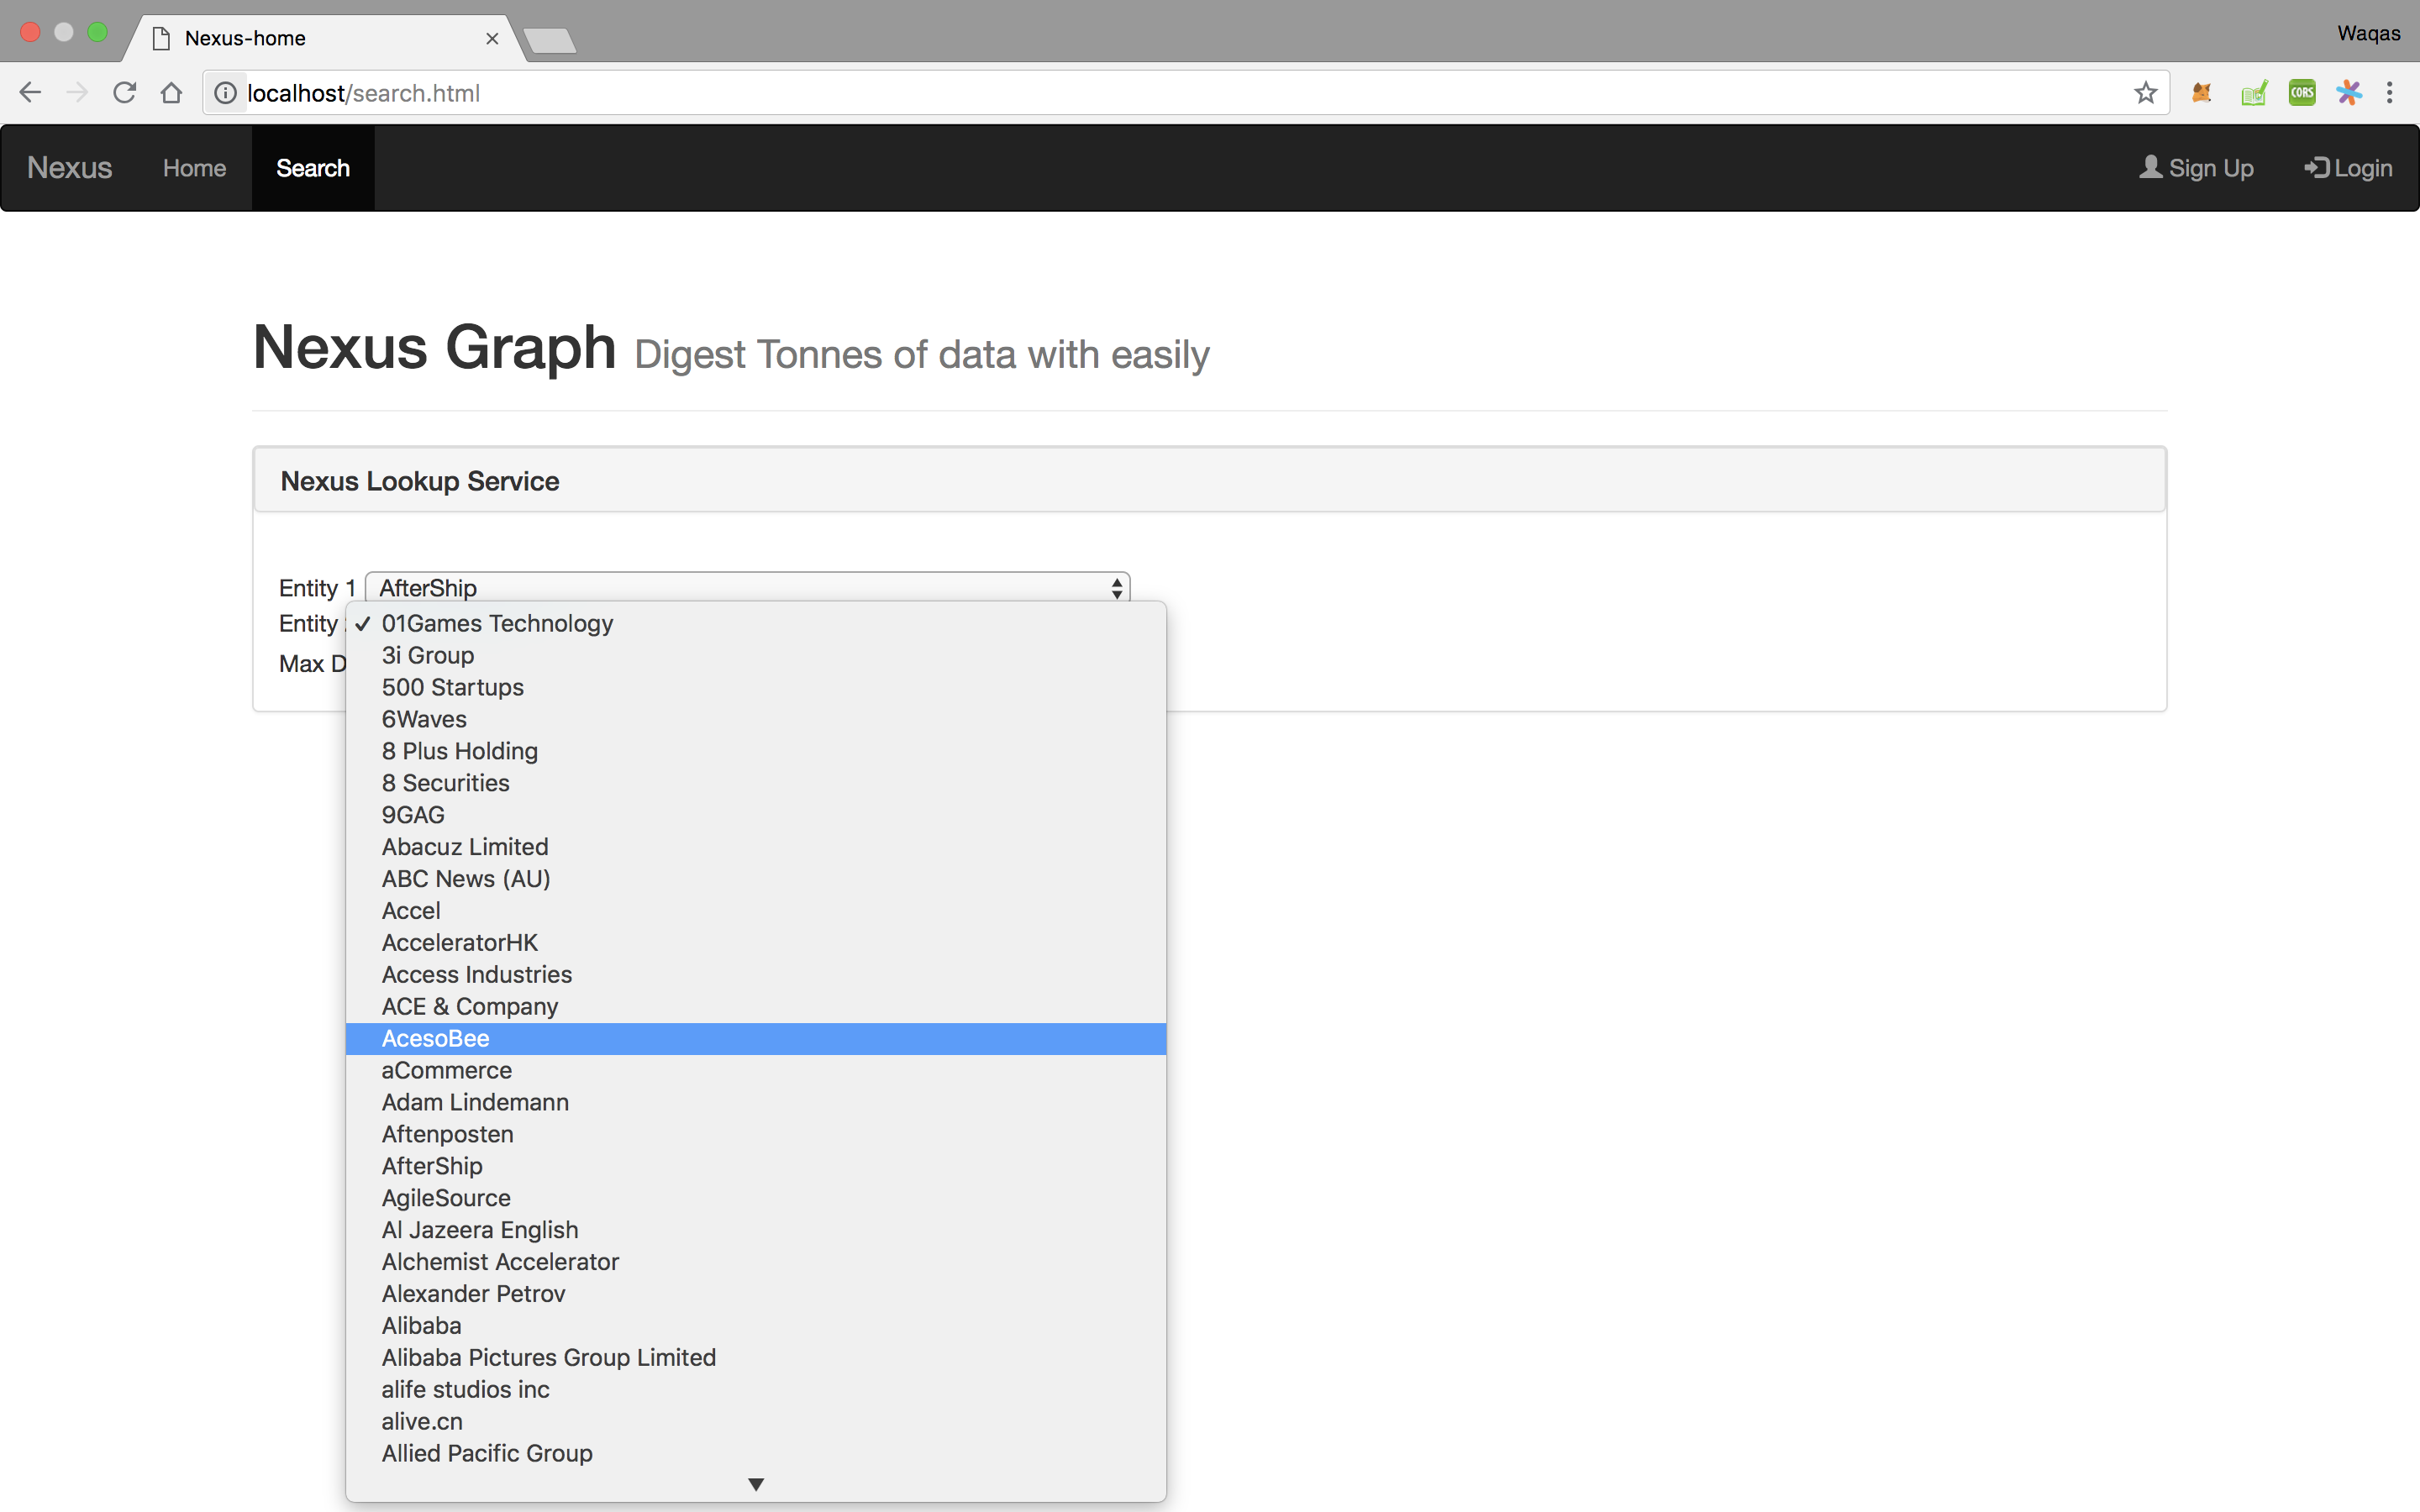 Nexus-home
Waqas
localhost/search.html
CORS
Nexus Home Search Sign Up Login
Nexus Graph Digest Tonnes of data with easily
Nexus Lookup Service
Entity 1 AfterShip
Entity
✓ 01Games Technology
Max D
3i Group
500 Startups
6Waves
8 Plus Holding
8 Securities
9GAG
Abacuz Limited
ABC News (AU)
Accel
AcceleratorHK
Access Industries
ACE & Company
AcesoBee
aCommerce
Adam Lindemann
Aftenposten
AfterShip
AgileSource
Al Jazeera English
Alchemist Accelerator
Alexander Petrov
Alibaba
Alibaba Pictures Group Limited
alife studios inc
alive.cn
Allied Pacific Group